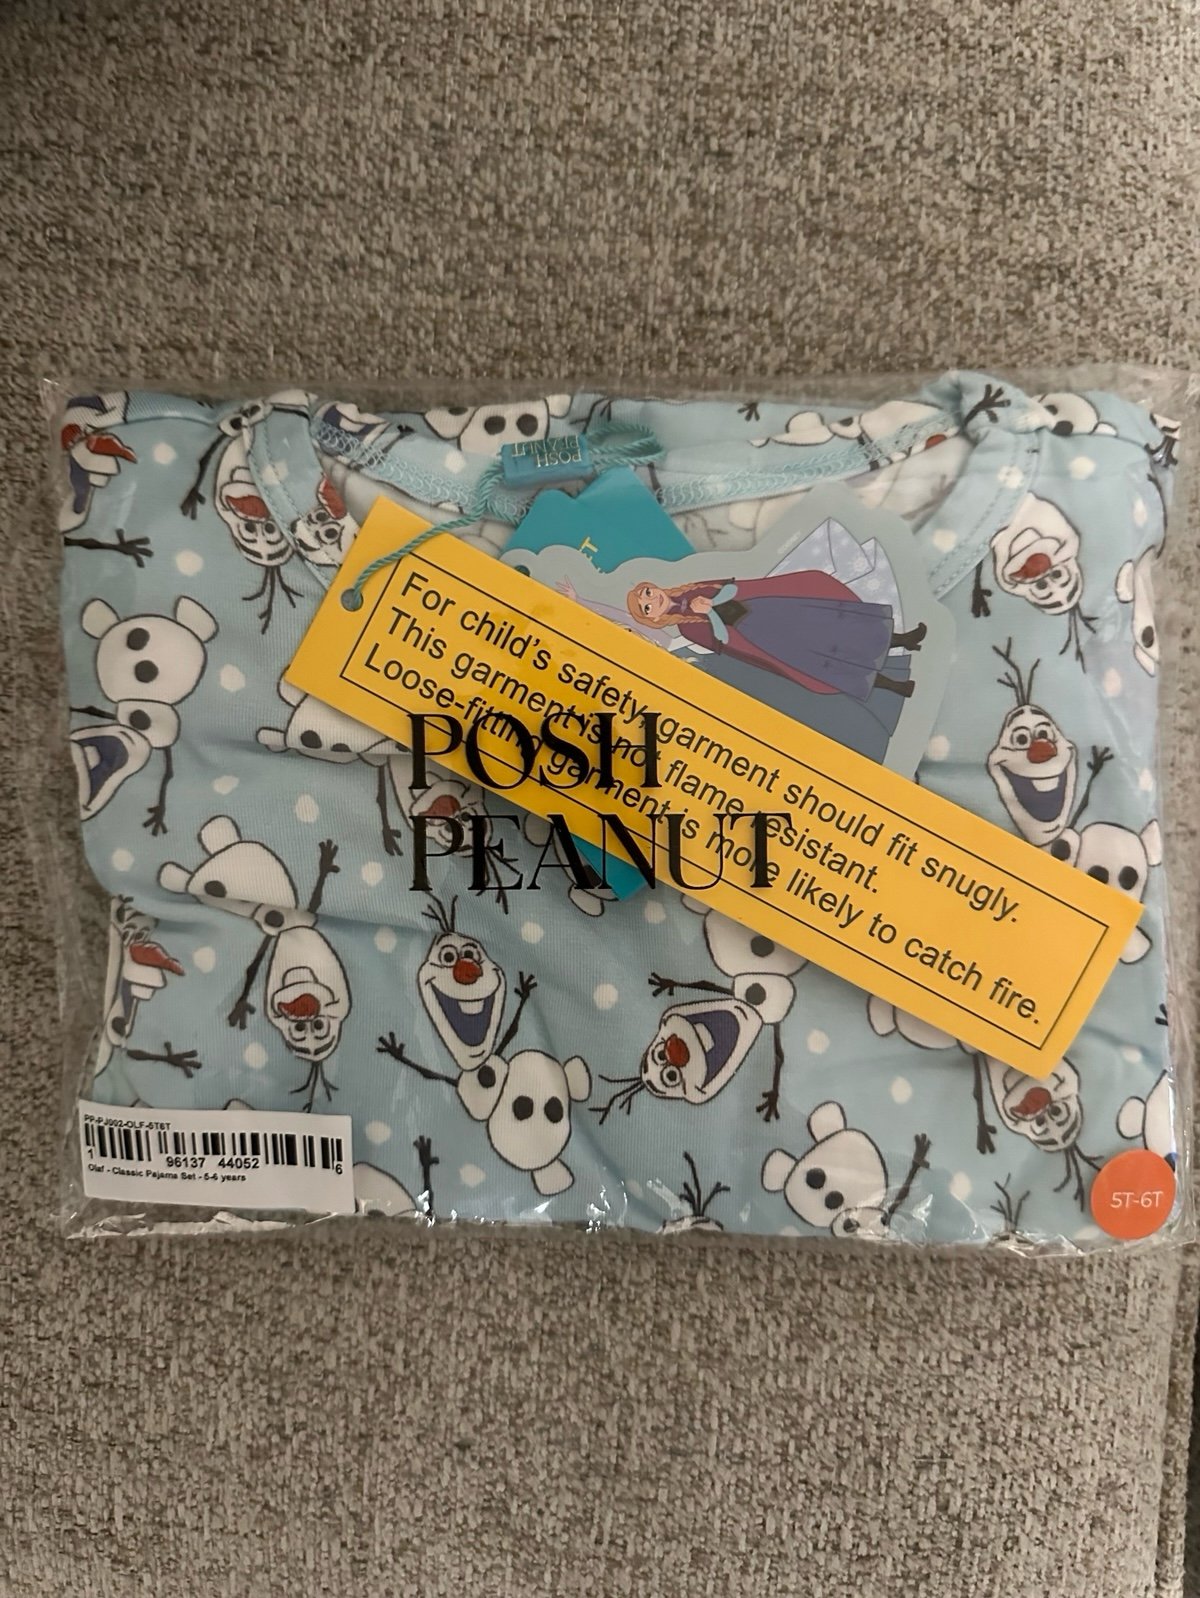 POSH
PEANUT
For child's safety, garment should fit snugly.
This garment is not flame resistant.
Loose-fitting garment is more likely to catch fire.
POSH
PEANUT
PP-PJ002-OLF-5T6T
1 96137 44052 6
Olaf - Classic Pajama Set - 5-6 years
5T-6T